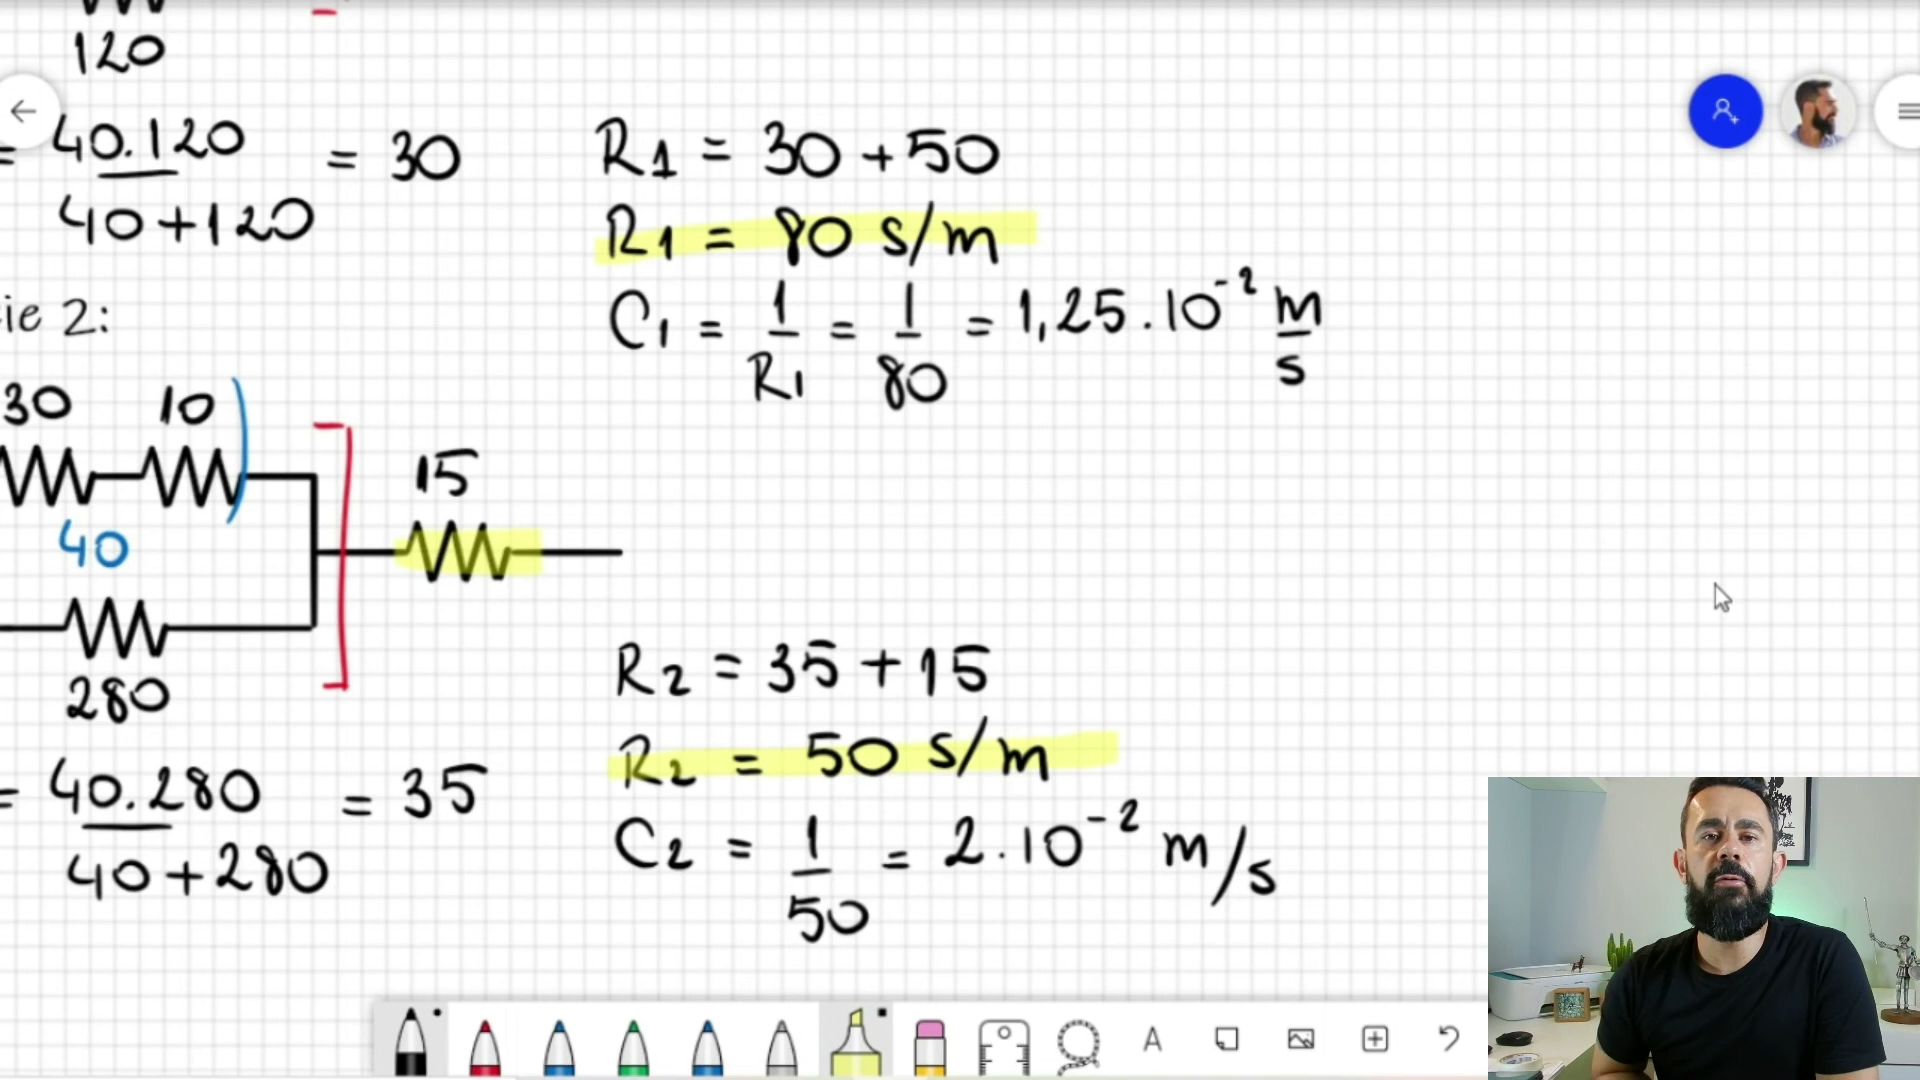 120
= 40.120 = 30
40+120
R1 = 30 + 50
R1 = 80 s/m
C1 = 1 = 1 = 1,25.10-2 m
R1 80 s
ie 2:
30 10
15
40
280
= 40.280 = 35
40+280
R2 = 35 + 15
R2 = 50 s/m
C2 = 1 = 2.10-2 m/s
50
A